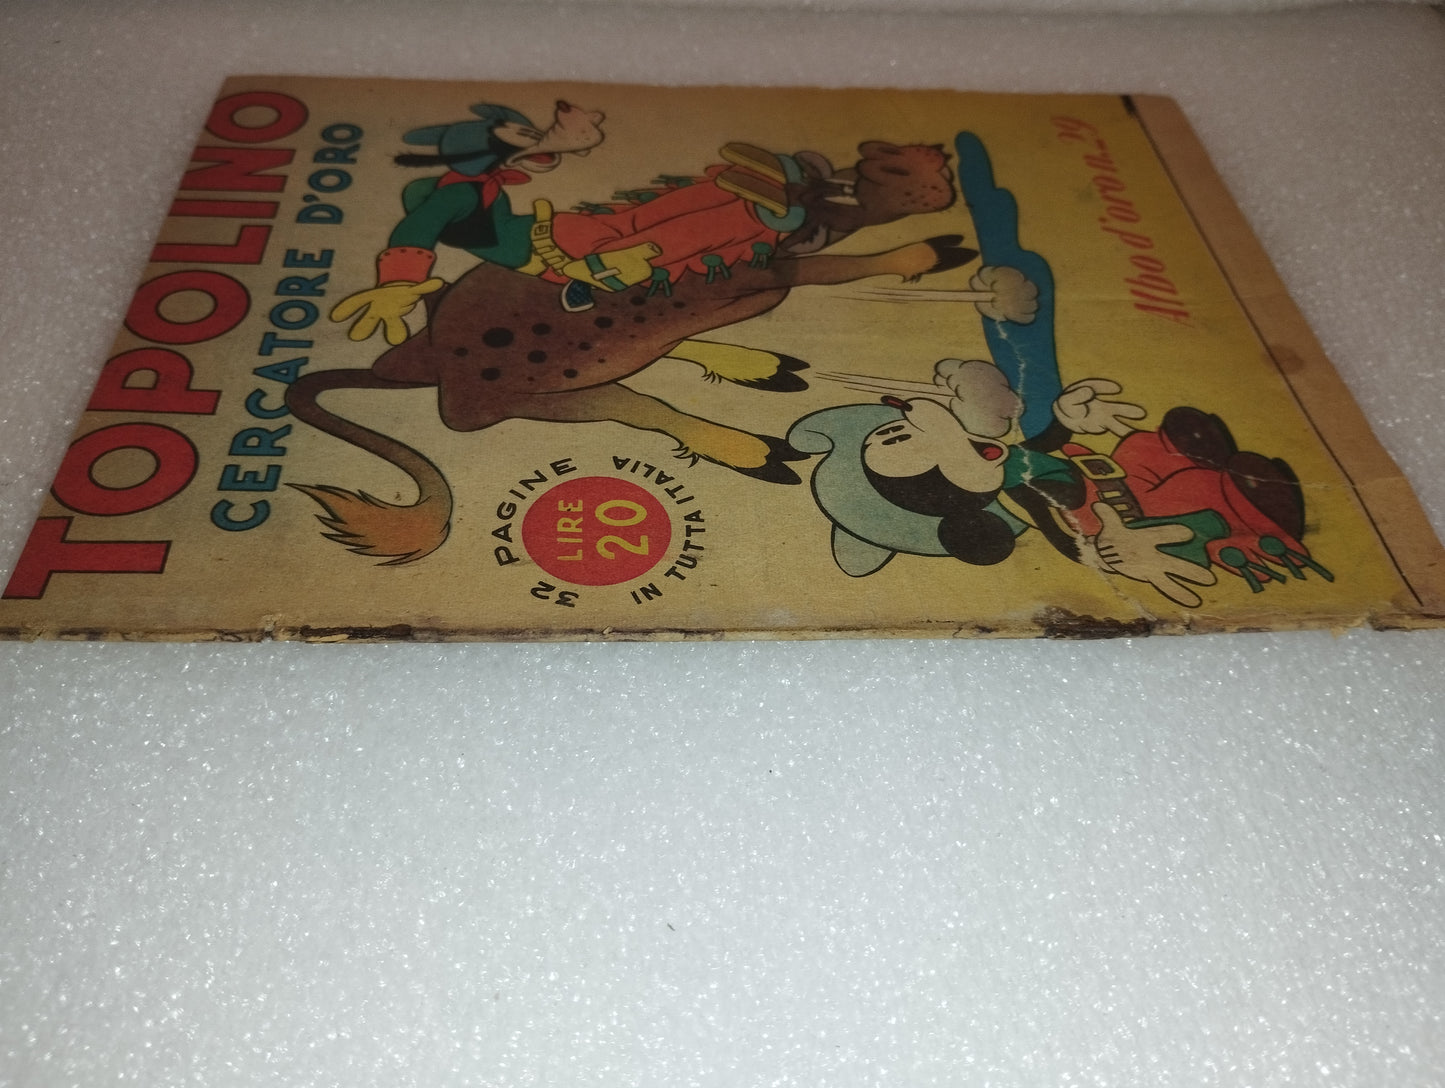 TOPOLINO
CERCATORE D'ORO
32 PAGINE
LIRE
20
IN TUTTA ITALIA
Albo d'oro n. 29